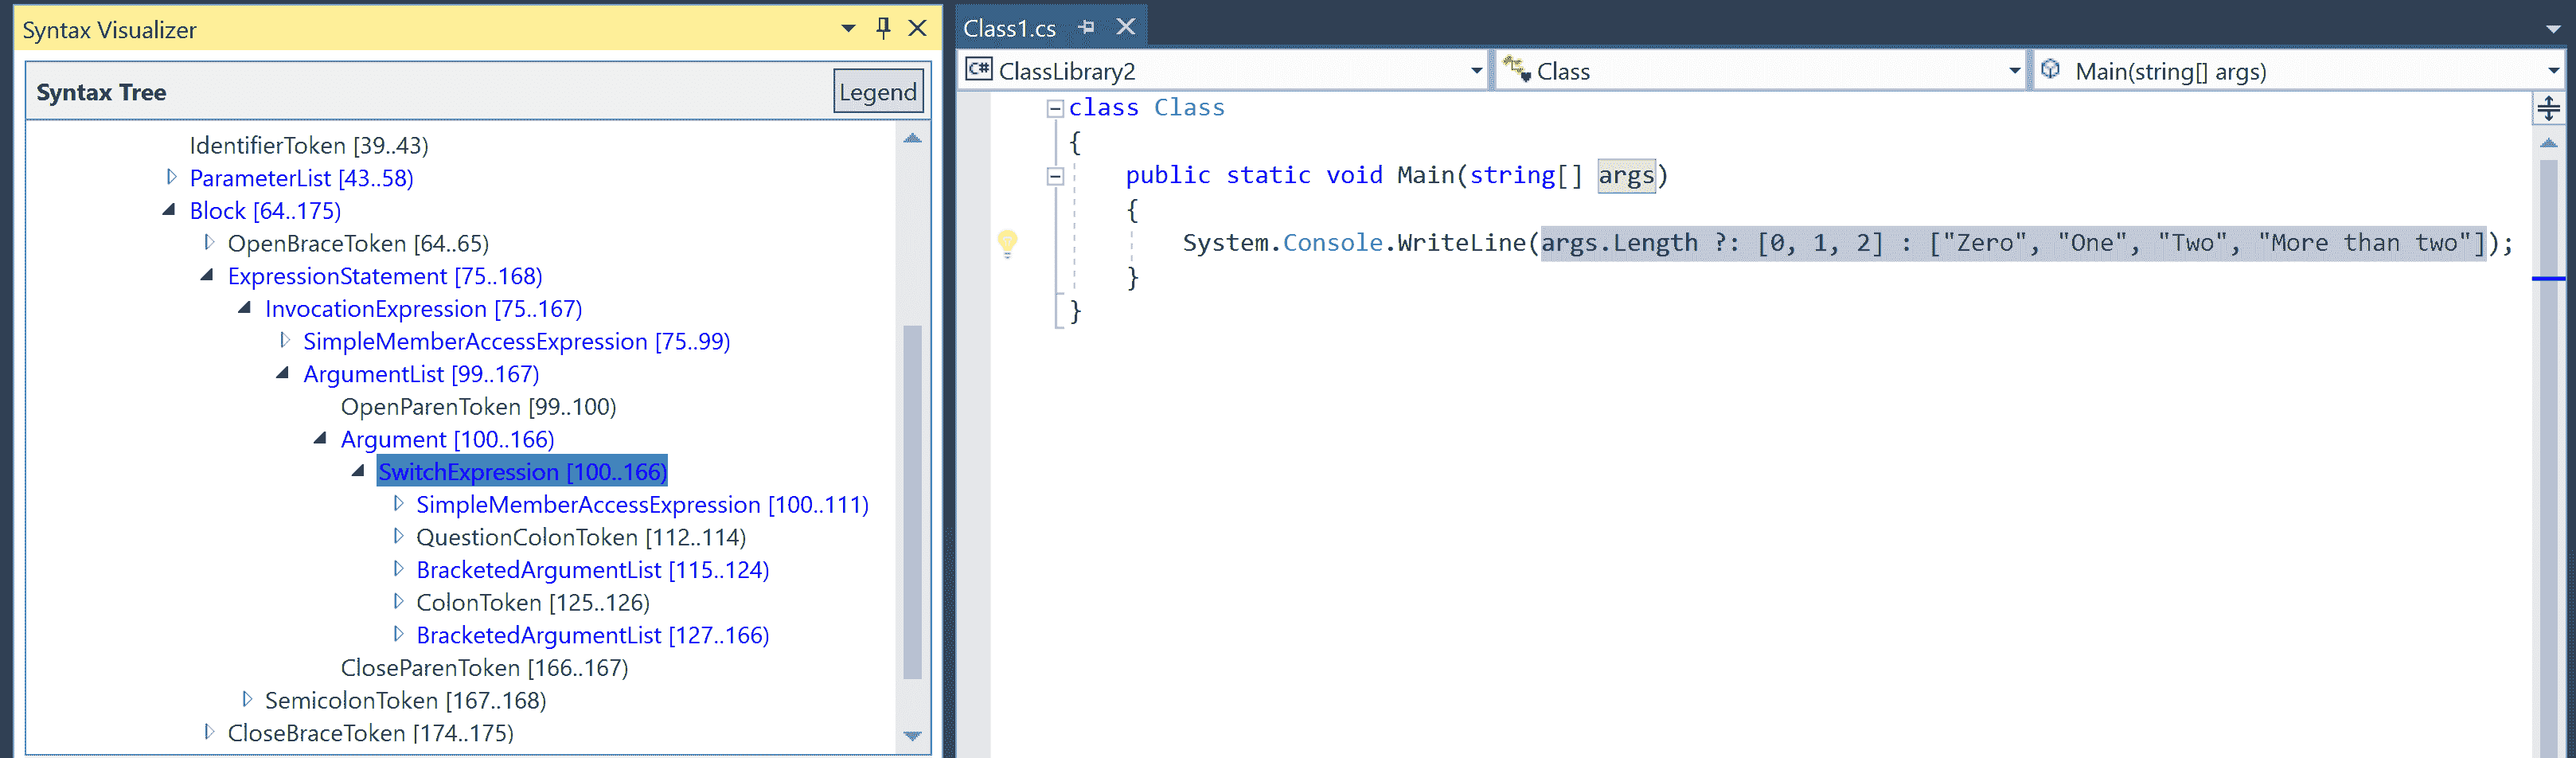 Syntax Visualizer
Syntax Tree
Legend
IdentifierToken [39..43)
ParameterList [43..58)
Block [64..175)
OpenBraceToken [64..65)
ExpressionStatement [75..168)
InvocationExpression [75..167)
SimpleMemberAccessExpression [75..99)
ArgumentList [99..167)
OpenParenToken [99..100)
Argument [100..166)
SwitchExpression [100..166)
SimpleMemberAccessExpression [100..111)
QuestionColonToken [112..114)
BracketedArgumentList [115..124)
ColonToken [125..126)
BracketedArgumentList [127..166)
CloseParenToken [166..167)
SemicolonToken [167..168)
CloseBraceToken [174..175)
Class1.cs
C# ClassLibrary2
Class
Main(string[] args)
class Class
{
public static void Main(string[] args)
{
System.Console.WriteLine(args.Length ?: [0, 1, 2] : ["Zero", "One", "Two", "More than two"]);
}
}